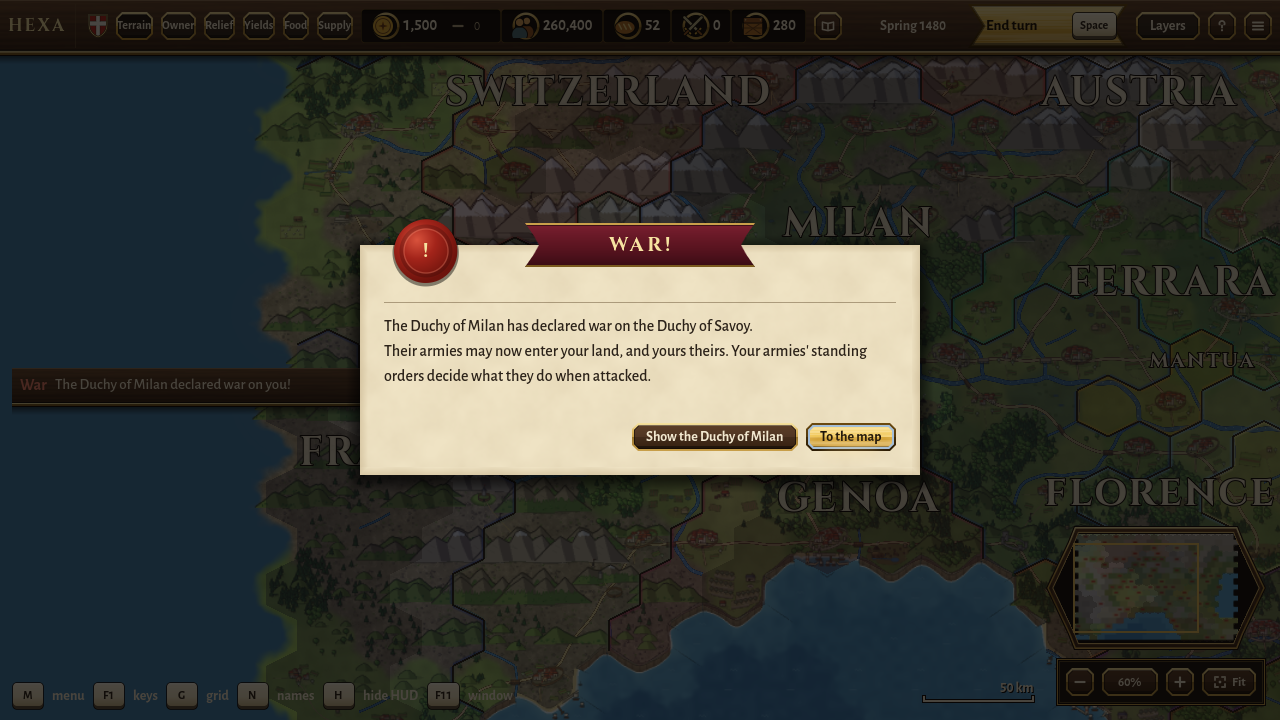 HEXA Terrain Owner Relief Yields Food Supply 1,500 — 0 260,400 52 0 280 Spring 1480 End turn Space Layers ?
SWITZERLAND AUSTRIA
MILAN
WAR!
!
FERRARA
The Duchy of Milan has declared war on the Duchy of Savoy.
Their armies may now enter your land, and yours theirs. Your armies' standing
orders decide what they do when attacked.
MANTUA
War The Duchy of Milan declared war on you!
Show the Duchy of Milan To the map
FR
GENOA FLORENCE
50 km
M menu F1 keys G grid N names H hide HUD F11 window
− 60% + Fit